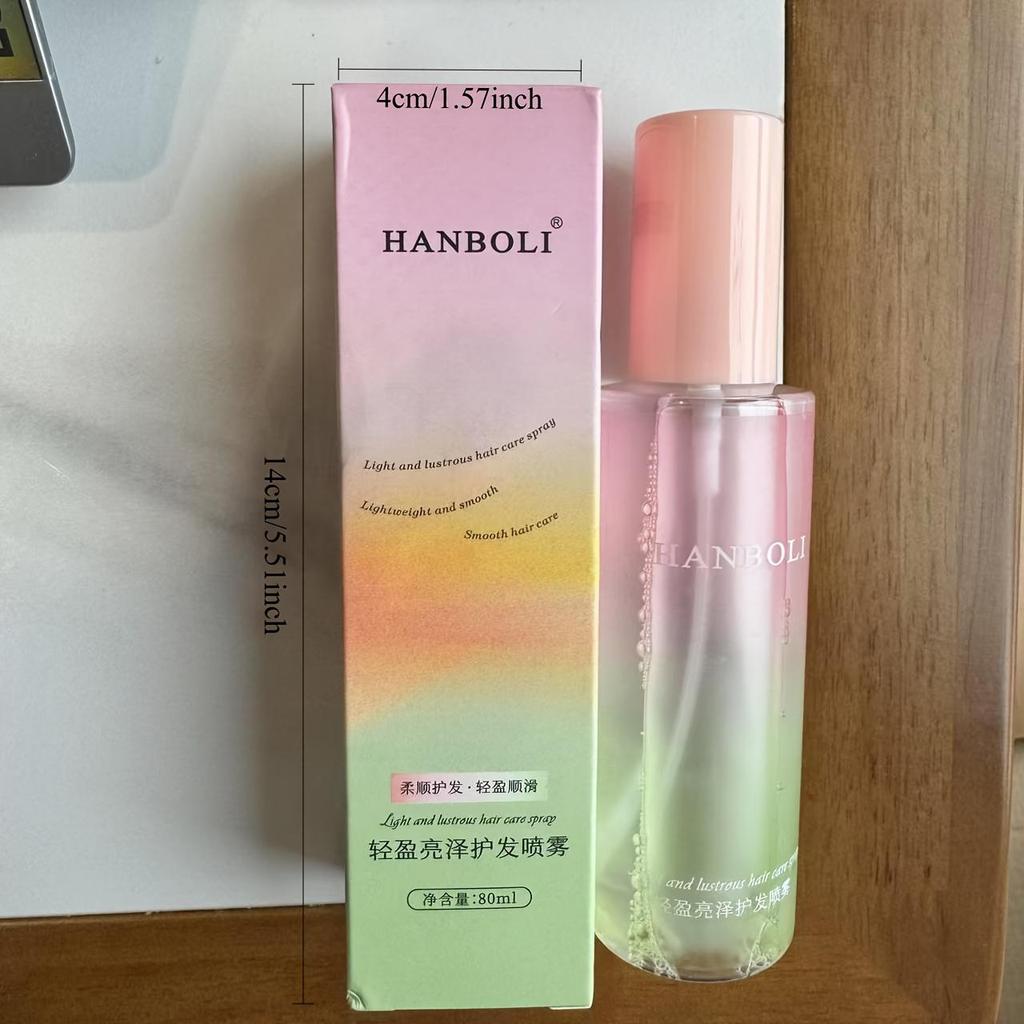 4cm/1.57inch
14cm/5.51inch
HANBOLI®
Light and lustrous hair care spray
Lightweight and smooth
Smooth hair care
柔顺护发·轻盈顺滑
Light and lustrous hair care spray
轻盈亮泽护发喷雾
净含量:80ml
HANBOLI
and lustrous hair care
轻盈亮泽护发喷雾